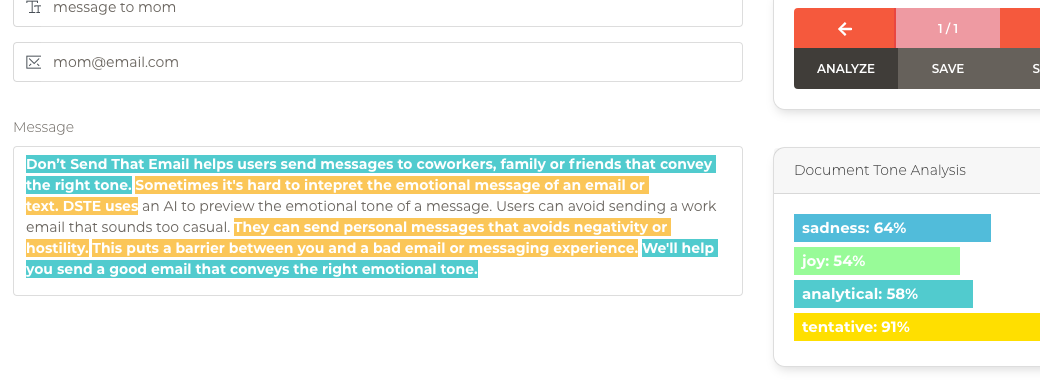 message to mom
mom@email.com
Message
Don't Send That Email helps users send messages to coworkers, family or friends that convey
the right tone. Sometimes it's hard to intepret the emotional message of an email or
text. DSTE uses an AI to preview the emotional tone of a message. Users can avoid sending a work
email that sounds too casual. They can send personal messages that avoids negativity or
hostility. This puts a barrier between you and a bad email or messaging experience. We'll help
you send a good email that conveys the right emotional tone.
1 / 1
ANALYZE SAVE S
Document Tone Analysis
sadness: 64%
joy: 54%
analytical: 58%
tentative: 91%